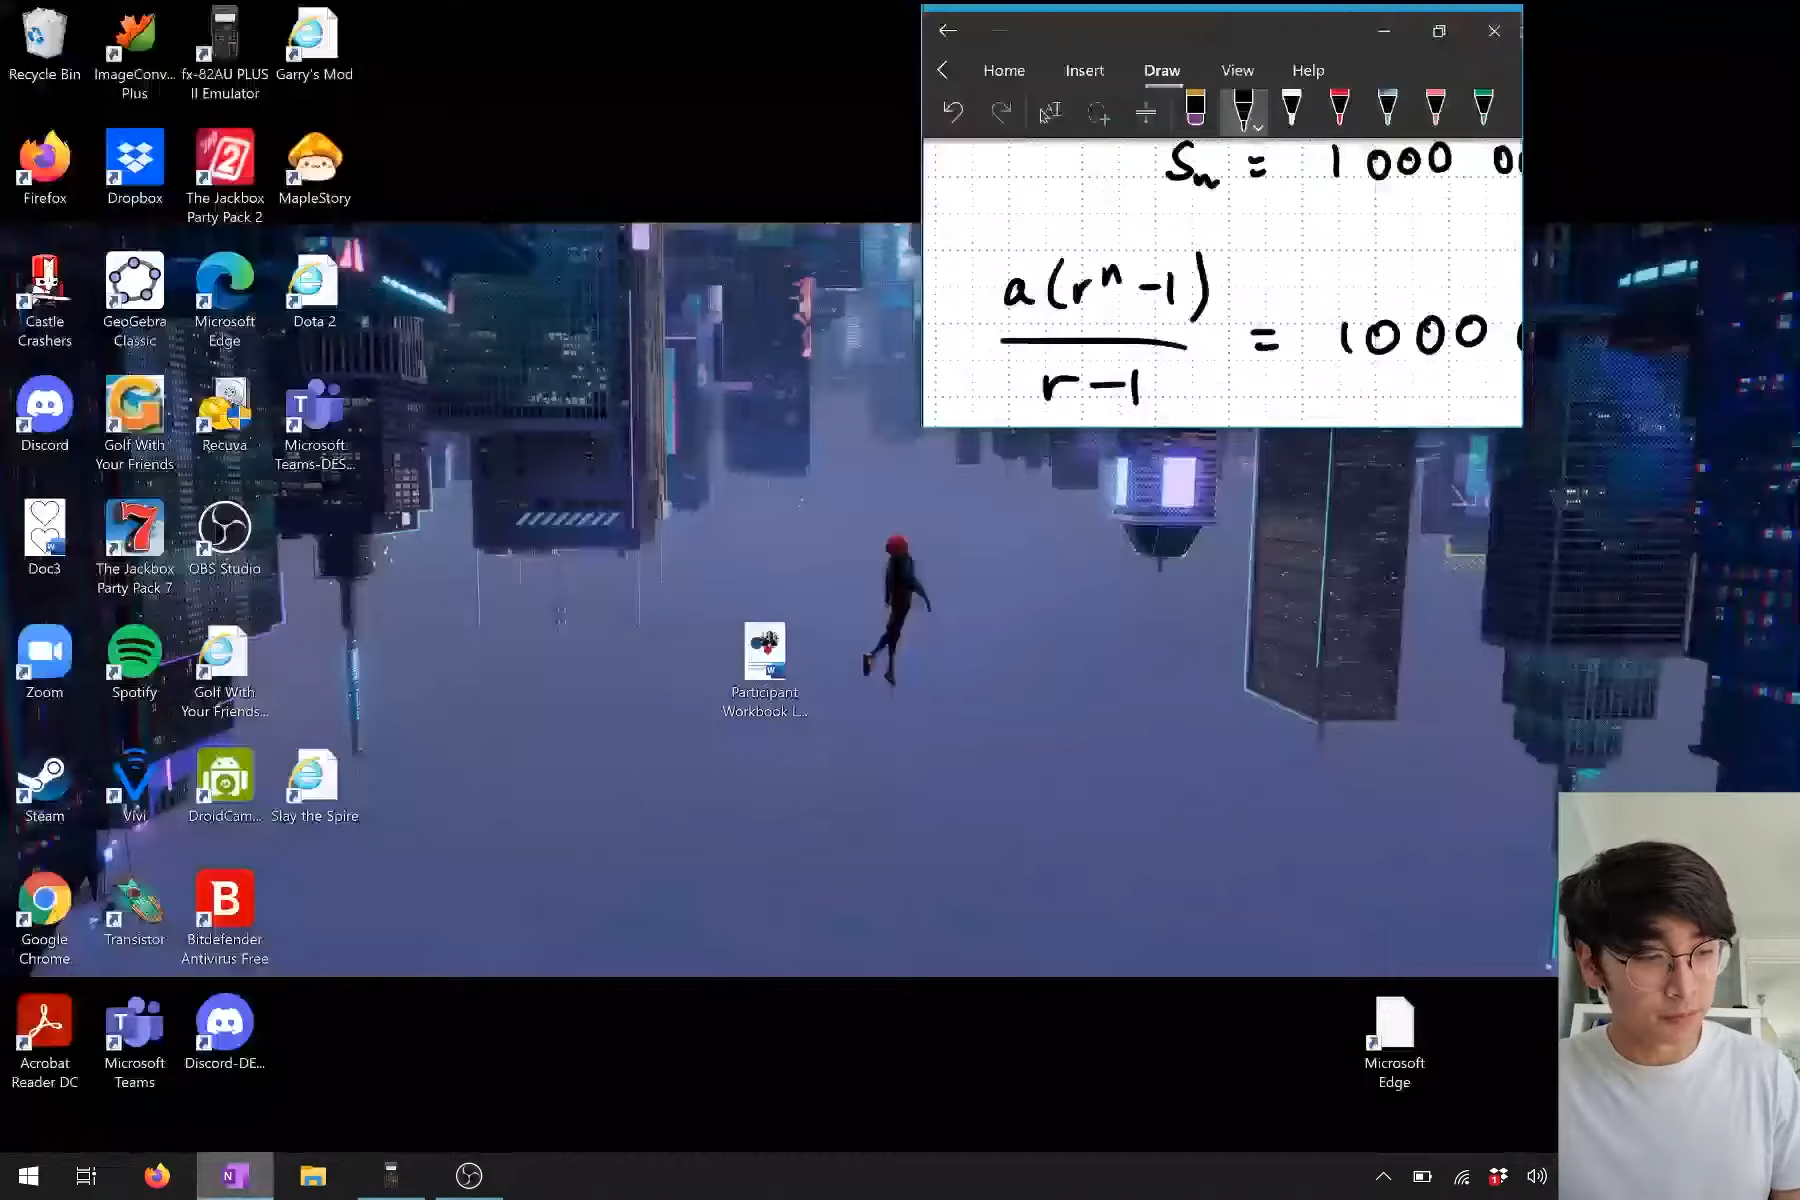 Recycle Bin
ImageConv... Plus
fx-82AU PLUS II Emulator
Garry's Mod
Firefox
Dropbox
The Jackbox Party Pack 2
MapleStory
Castle Crashers
GeoGebra Classic
Microsoft Edge
Dota 2
Discord
Golf With Your Friends
Recuva
Microsoft Teams-DES...
Doc3
The Jackbox Party Pack 7
OBS Studio
Zoom
Spotify
Golf With Your Friends...
Participant Workbook L...
Steam
Vivi
DroidCam...
Slay the Spire
Google Chrome
Transistor
Bitdefender Antivirus Free
Acrobat Reader DC
Microsoft Teams
Discord-DE...
Microsoft Edge
Home Insert Draw View Help
Sn = 1 000 0
a(rⁿ -1)
= 1000
r-1